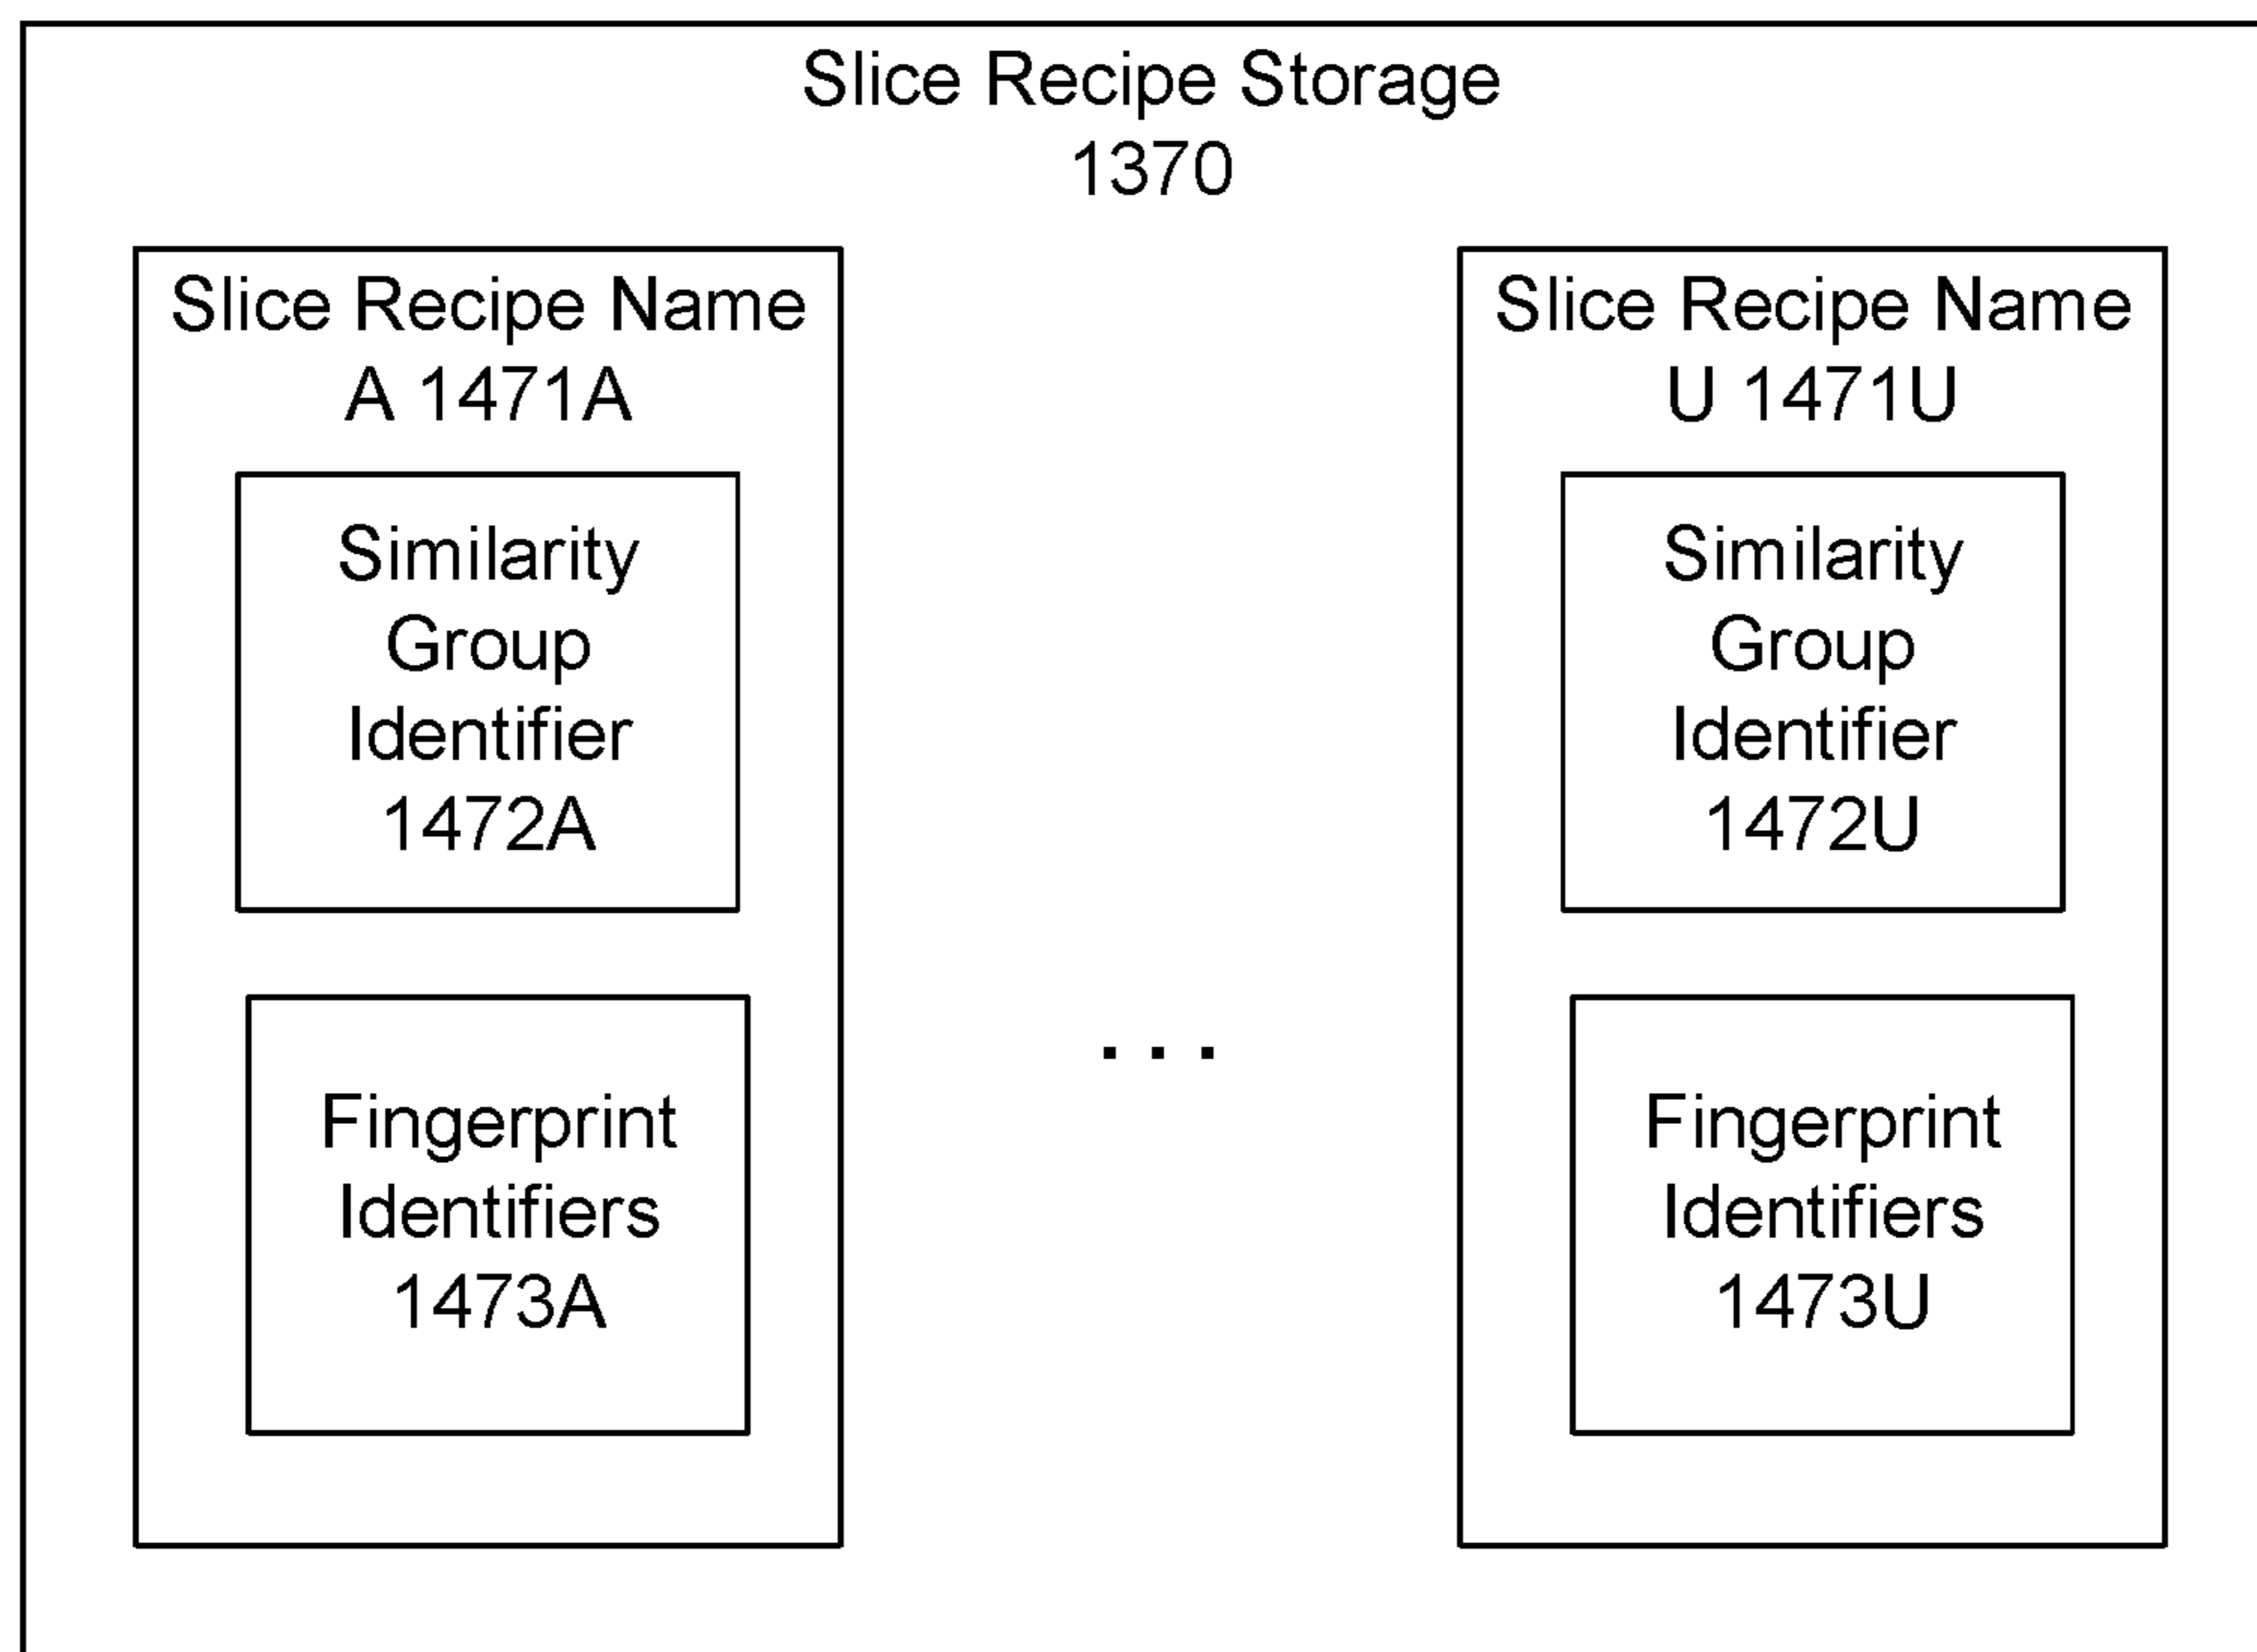 Slice Recipe Storage
1370
Slice Recipe Name
A 1471A
Similarity
Group
Identifier
1472A
Fingerprint
Identifiers
1473A
. . .
Slice Recipe Name
U 1471U
Similarity
Group
Identifier
1472U
Fingerprint
Identifiers
1473U